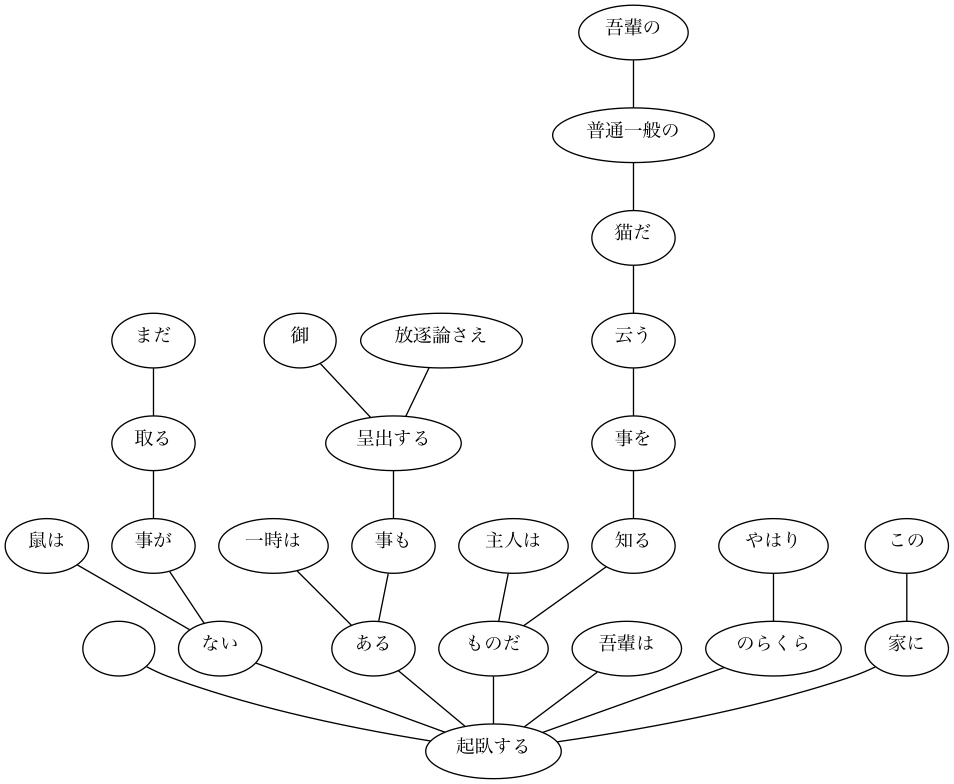 吾輩の
普通一般の
猫だ
まだ
御
放逐論さえ
云う
取る
呈出する
事を
鼠は
事が
一時は
事も
主人は
知る
やはり
この
ない
ある
ものだ
吾輩は
のらくら
家に
起臥する